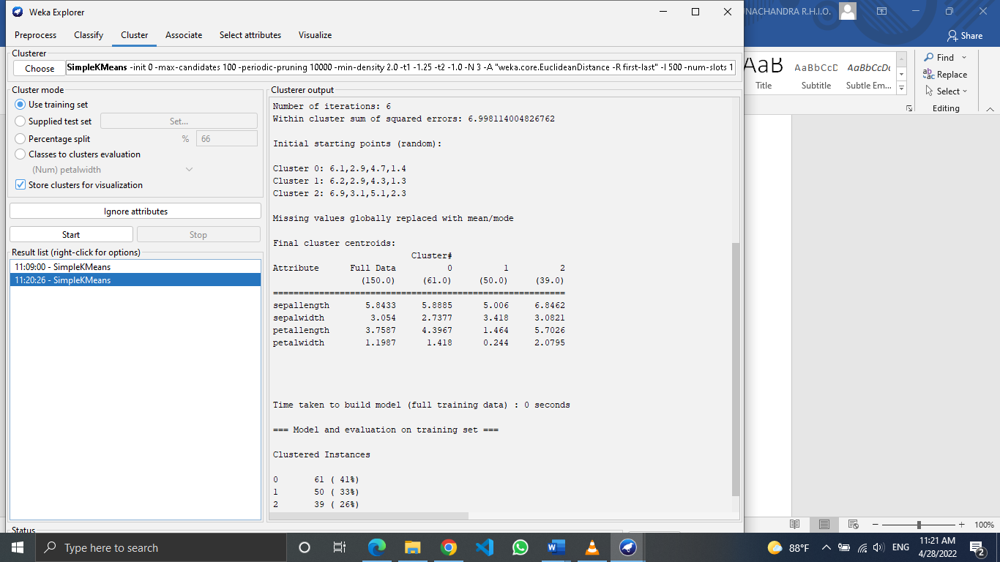 Weka Explorer
Preprocess Classify Cluster Associate Select attributes Visualize
Clusterer
Choose SimpleKMeans -init 0 -max-candidates 100 -periodic-pruning 10000 -min-density 2.0 -t1 -1.25 -t2 -1.0 -N 3 -A "weka.core.EuclideanDistance -R first-last" -I 500 -num-slots 1
Cluster mode
Use training set
Supplied test set Set...
Percentage split % 66
Classes to clusters evaluation
(Num) petalwidth
Store clusters for visualization
Ignore attributes
Start Stop
Result list (right-click for options)
11:09:00 - SimpleKMeans
11:20:26 - SimpleKMeans
Clusterer output
Number of iterations: 6
Within cluster sum of squared errors: 6.998114004826762
Initial starting points (random):
Cluster 0: 6.1,2.9,4.7,1.4
Cluster 1: 6.2,2.9,4.3,1.3
Cluster 2: 6.9,3.1,5.1,2.3
Missing values globally replaced with mean/mode
Final cluster centroids:
Cluster#
Attribute Full Data 0 1 2
(150.0) (61.0) (50.0) (39.0)
=========================================================
sepallength 5.8433 5.8885 5.006 6.8462
sepalwidth 3.054 2.7377 3.418 3.0821
petallength 3.7587 4.3967 1.464 5.7026
petalwidth 1.1987 1.418 0.244 2.0795
Time taken to build model (full training data) : 0 seconds
=== Model and evaluation on training set ===
Clustered Instances
0 61 ( 41%)
1 50 ( 33%)
2 39 ( 26%)
Status
NACHANDRA R.H.I.O.
Share
AaB AaBbCcD AaBbCcDc
Title Subtitle Subtle Em...
Find
Replace
Select
Editing
100%
Type here to search
88°F ENG
11:21 AM
4/28/2022
2